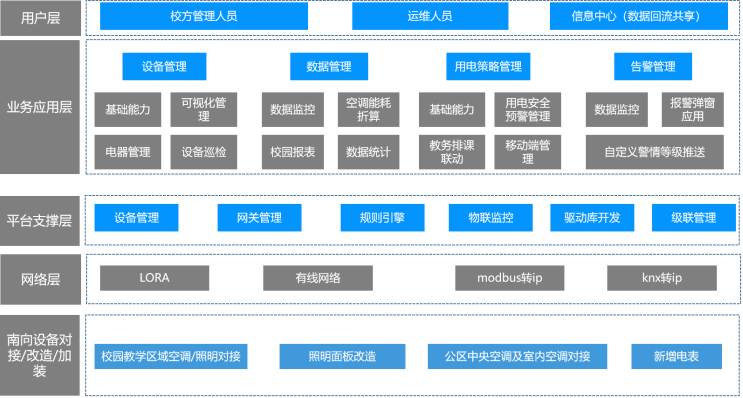 用户层
校方管理人员
运维人员
信息中心（数据回流共享）
业务应用层
设备管理
数据管理
用电策略管理
告警管理
基础能力
可视化管
理
数据监控
空调能耗
折算
基础能力
用电安全
预警管理
数据监控
报警弹窗
应用
电器管理
设备巡检
校园报表
数据统计
教务排课
联动
移动端管
理
自定义警情等级推送
平台支撑层
设备管理
网关管理
规则引擎
物联监控
驱动库开发
级联管理
网络层
LORA
有线网络
modbus转ip
knx转ip
南向设备对
接/改造/加
装
校园教学区域空调/照明对接
照明面板改造
公区中央空调及室内空调对接
新增电表